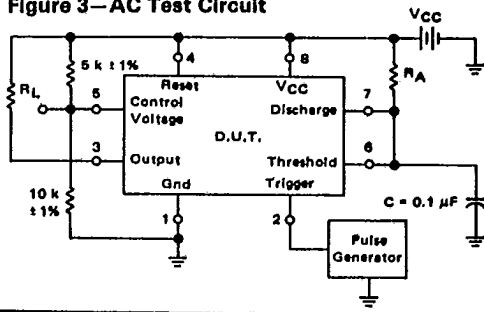 Figure 3—AC Test Circuit
VCC
5 k ±1%
4
8
RL
Reset
VCC
RA
5
Control
Voltage
Discharge
7
D.U.T.
3
Output
Threshold
6
10 k
±1%
Gnd
Trigger
1
2
C = 0.1 μF
Pulse
Generator